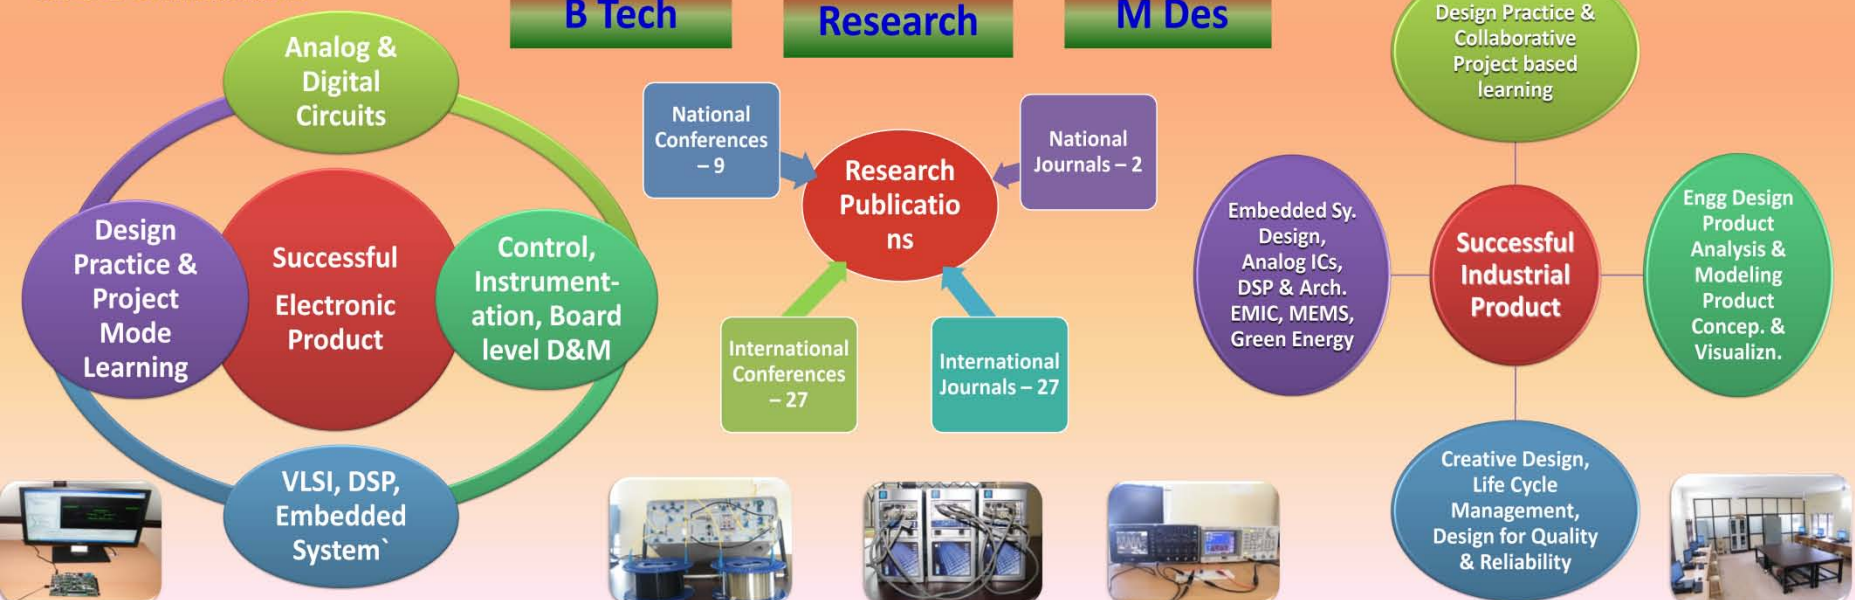 B Tech
Research
M Des
Analog &
Digital
Circuits
Design
Practice &
Project
Mode
Learning
Successful
Electronic
Product
Control,
Instrument-
ation, Board
level D&M
VLSI, DSP,
Embedded
System`
National
Conferences
– 9
National
Journals – 2
Research
Publicatio
ns
International
Conferences
– 27
International
Journals – 27
Design Practice &
Collaborative
Project based
learning
Embedded Sy.
Design,
Analog ICs,
DSP & Arch.
EMIC, MEMS,
Green Energy
Successful
Industrial
Product
Engg Design
Product
Analysis &
Modeling
Product
Concep. &
Visualizn.
Creative Design,
Life Cycle
Management,
Design for Quality
& Reliability